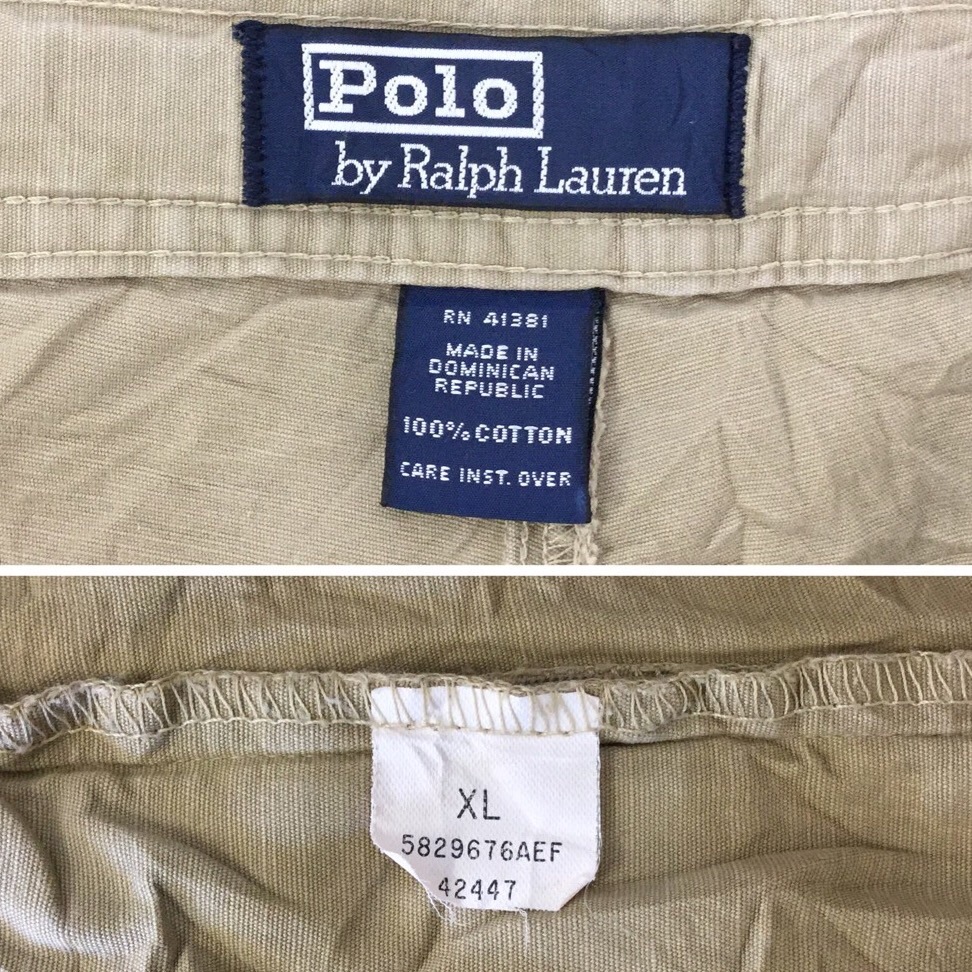 Polo
by Ralph Lauren
RN 41381
MADE IN
DOMINICAN
REPUBLIC
100% COTTON
CARE INST. OVER
XL
5829676AEF
42447